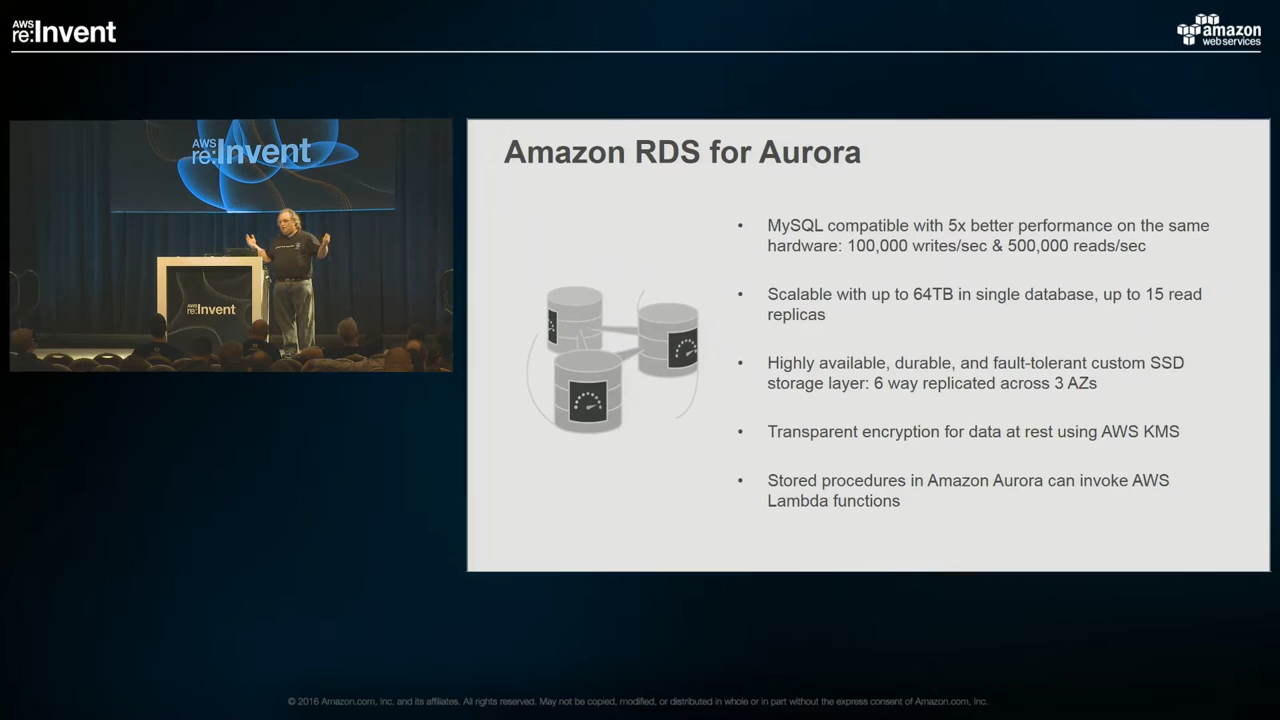 AWS
re:Invent
amazon
web services
AWS
re:Invent
re:Invent
Amazon RDS for Aurora
• MySQL compatible with 5x better performance on the same
hardware: 100,000 writes/sec & 500,000 reads/sec
• Scalable with up to 64TB in single database, up to 15 read
replicas
• Highly available, durable, and fault-tolerant custom SSD
storage layer: 6 way replicated across 3 AZs
• Transparent encryption for data at rest using AWS KMS
• Stored procedures in Amazon Aurora can invoke AWS
Lambda functions
© 2016 Amazon.com, Inc. and its affiliates. All rights reserved. May not be copied, modified, or distributed in whole or in part without the express consent of Amazon.com, Inc.